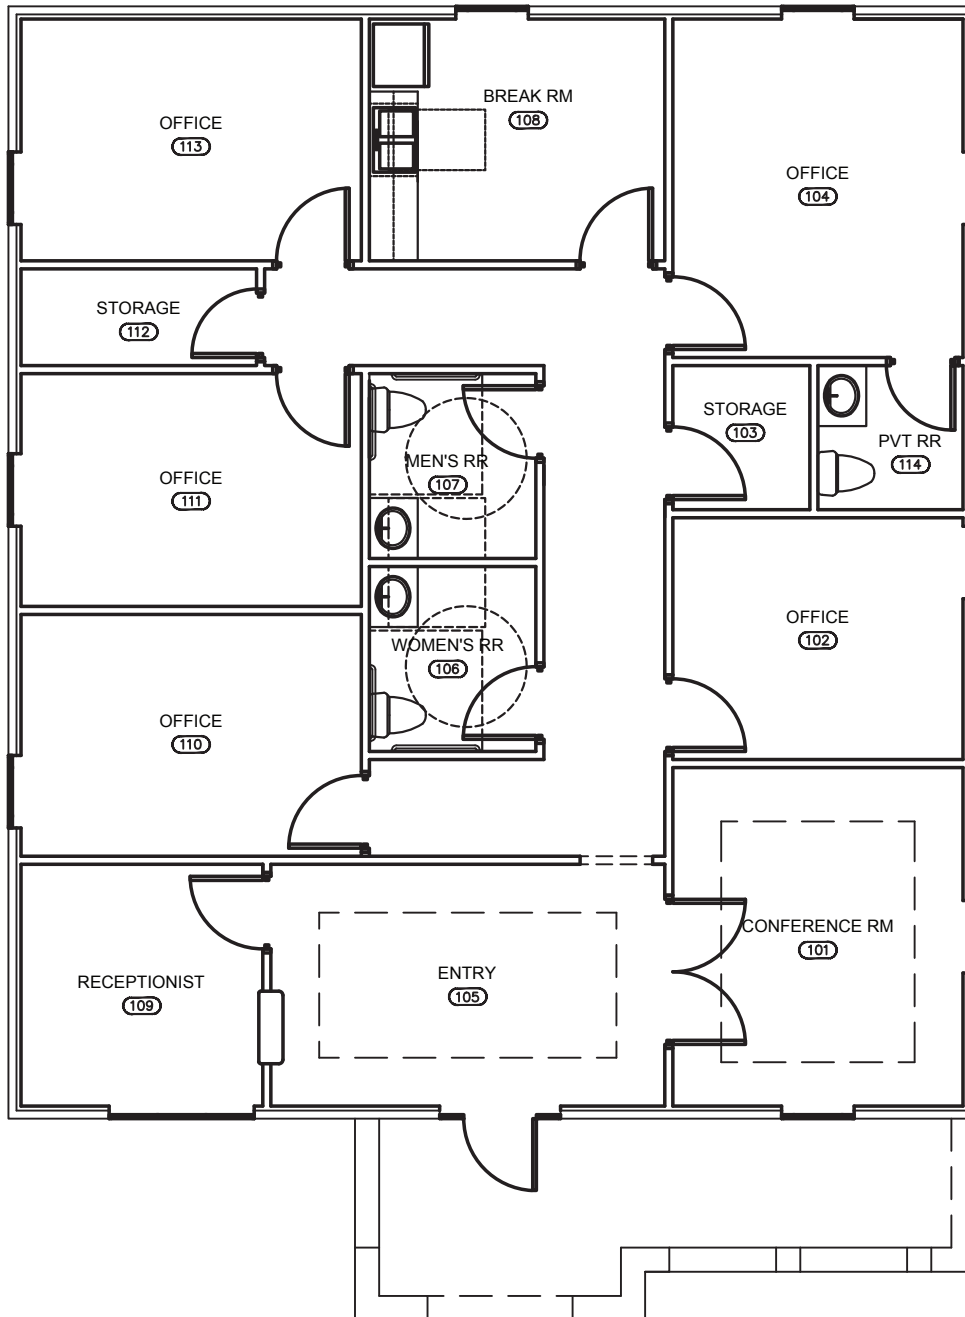 BREAK RM
108
OFFICE
113
OFFICE
104
STORAGE
112
STORAGE
103
PVT RR
114
MEN'S RR
107
OFFICE
111
OFFICE
102
WOMEN'S RR
106
OFFICE
110
CONFERENCE RM
101
ENTRY
105
RECEPTIONIST
109